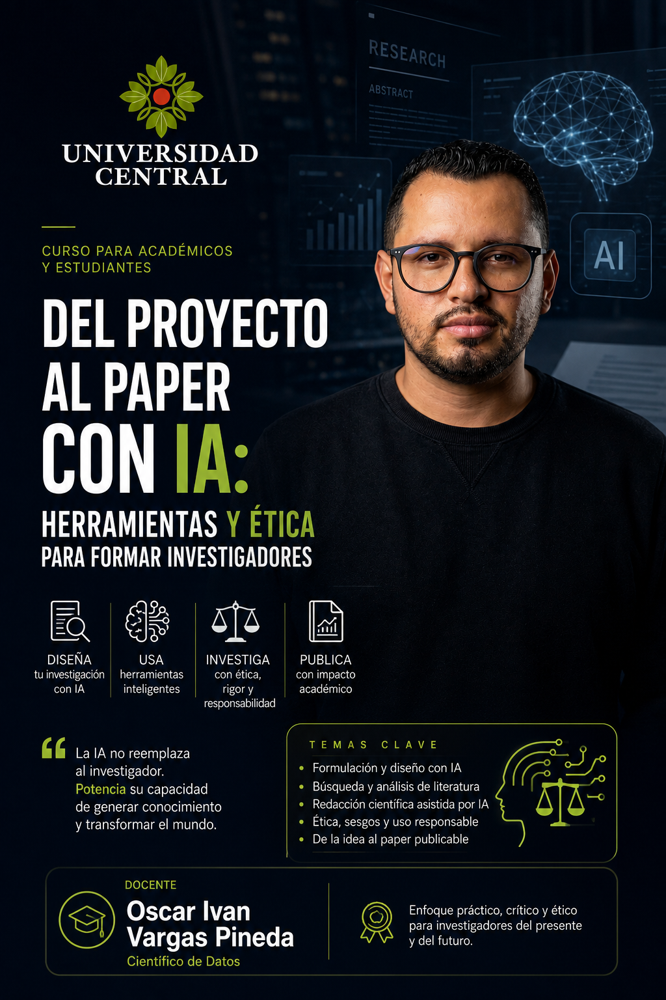 RESEARCH
ABSTRACT
UNIVERSIDAD
CENTRAL
AI
CURSO PARA ACADÉMICOS
Y ESTUDIANTES
DEL PROYECTO
AL PAPER
CON IA:
HERRAMIENTAS Y ÉTICA
PARA FORMAR INVESTIGADORES
DISEÑA
tu investigación
con IA
USA
herramientas
inteligentes
INVESTIGA
con ética,
rigor y
responsabilidad
PUBLICA
con impacto
académico
“
La IA no reemplaza
al investigador.
Potencia su capacidad
de generar conocimiento
y transformar el mundo.
TEMAS CLAVE
• Formulación y diseño con IA
• Búsqueda y análisis de literatura
• Redacción científica asistida por IA
• Ética, sesgos y uso responsable
• De la idea al paper publicable
DOCENTE
Oscar Ivan
Vargas Pineda
Científico de Datos
Enfoque práctico, crítico y ético
para investigadores del presente
y del futuro.